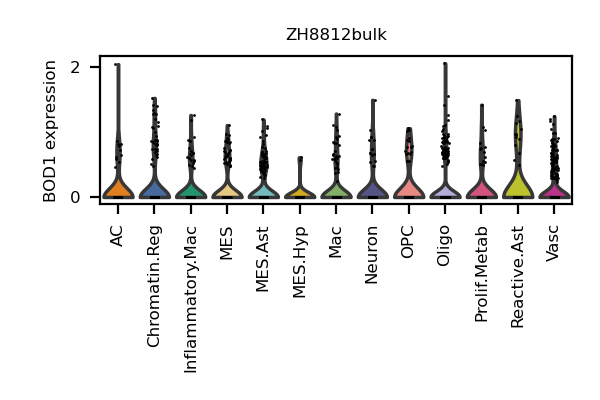 ZH8812bulk
BOD1 expression
2
0
AC
Chromatin.Reg
Inflammatory.Mac
MES
MES.Ast
MES.Hyp
Mac
Neuron
OPC
Oligo
Prolif.Metab
Reactive.Ast
Vasc